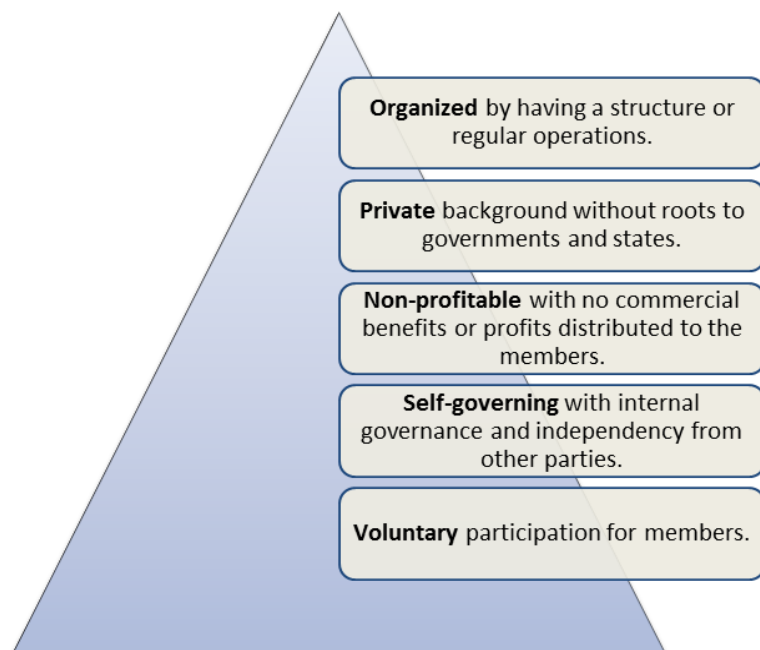 Organized by having a structure or
regular operations.
Private background without roots to
governments and states.
Non-profitable with no commercial
benefits or profits distributed to the
members.
Self-governing with internal
governance and independency from
other parties.
Voluntary participation for members.